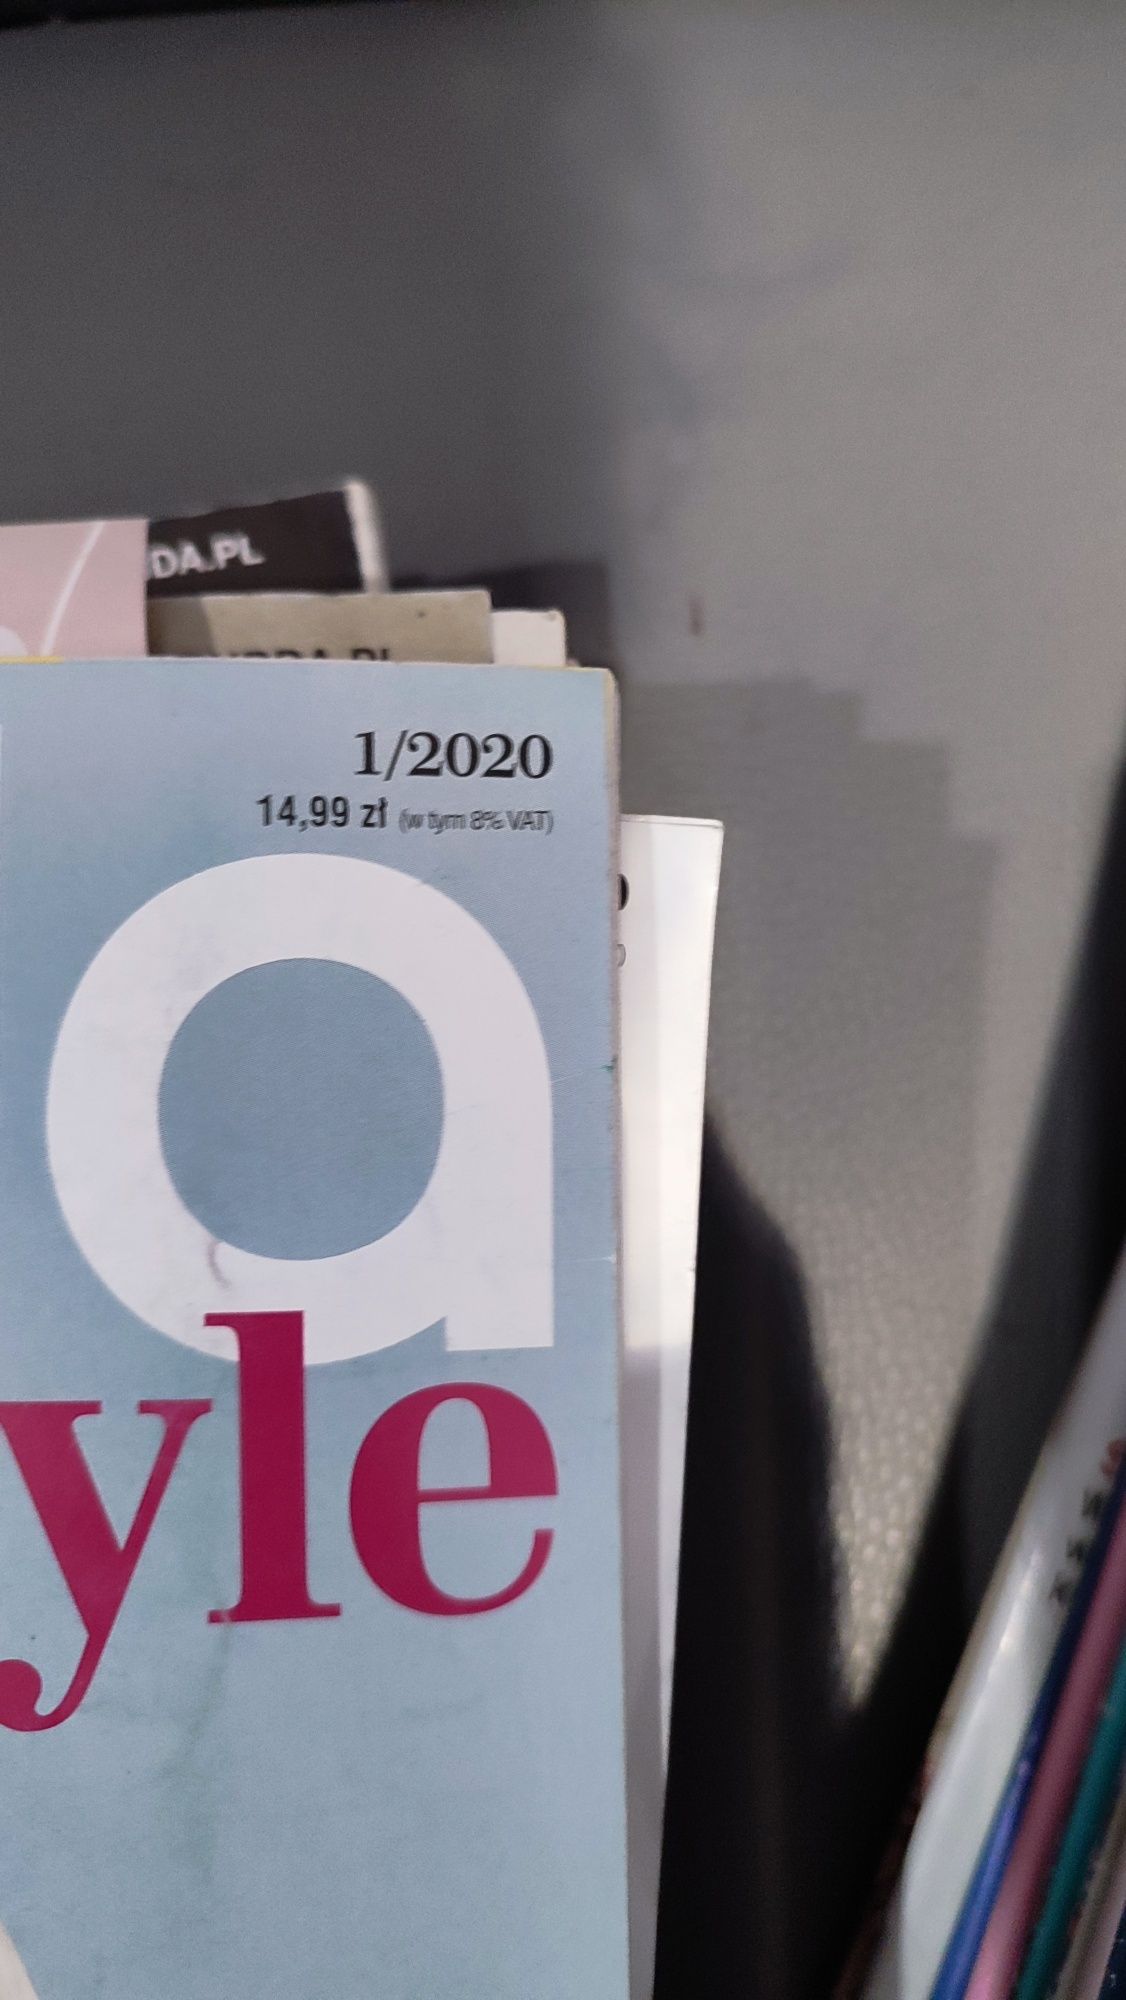 DA.PL
1/2020
14,99 zł (w tym 8% VAT)
a
yle